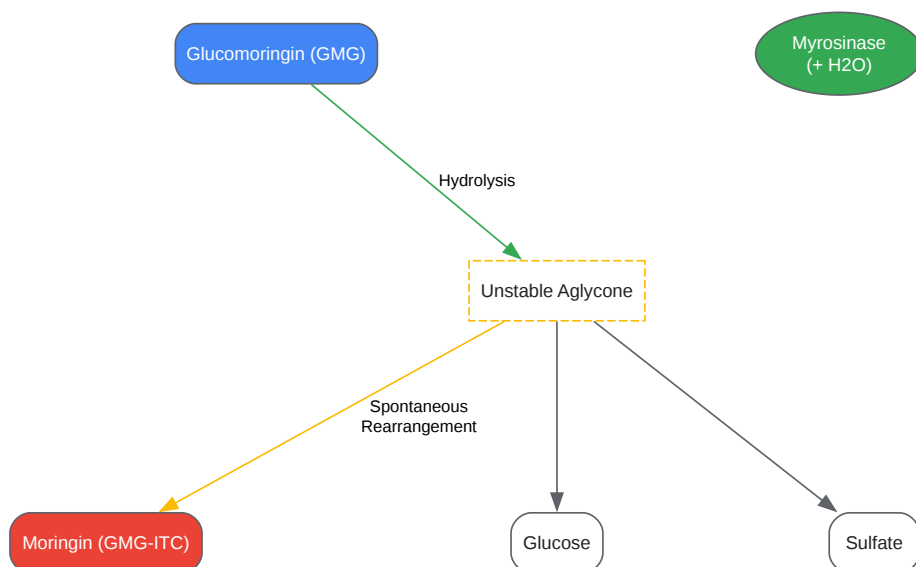 Glucomoringin (GMG)
Myrosinase
(+ H2O)
Hydrolysis
Unstable Aglycone
Spontaneous
Rearrangement
Moringin (GMG-ITC)
Glucose
Sulfate